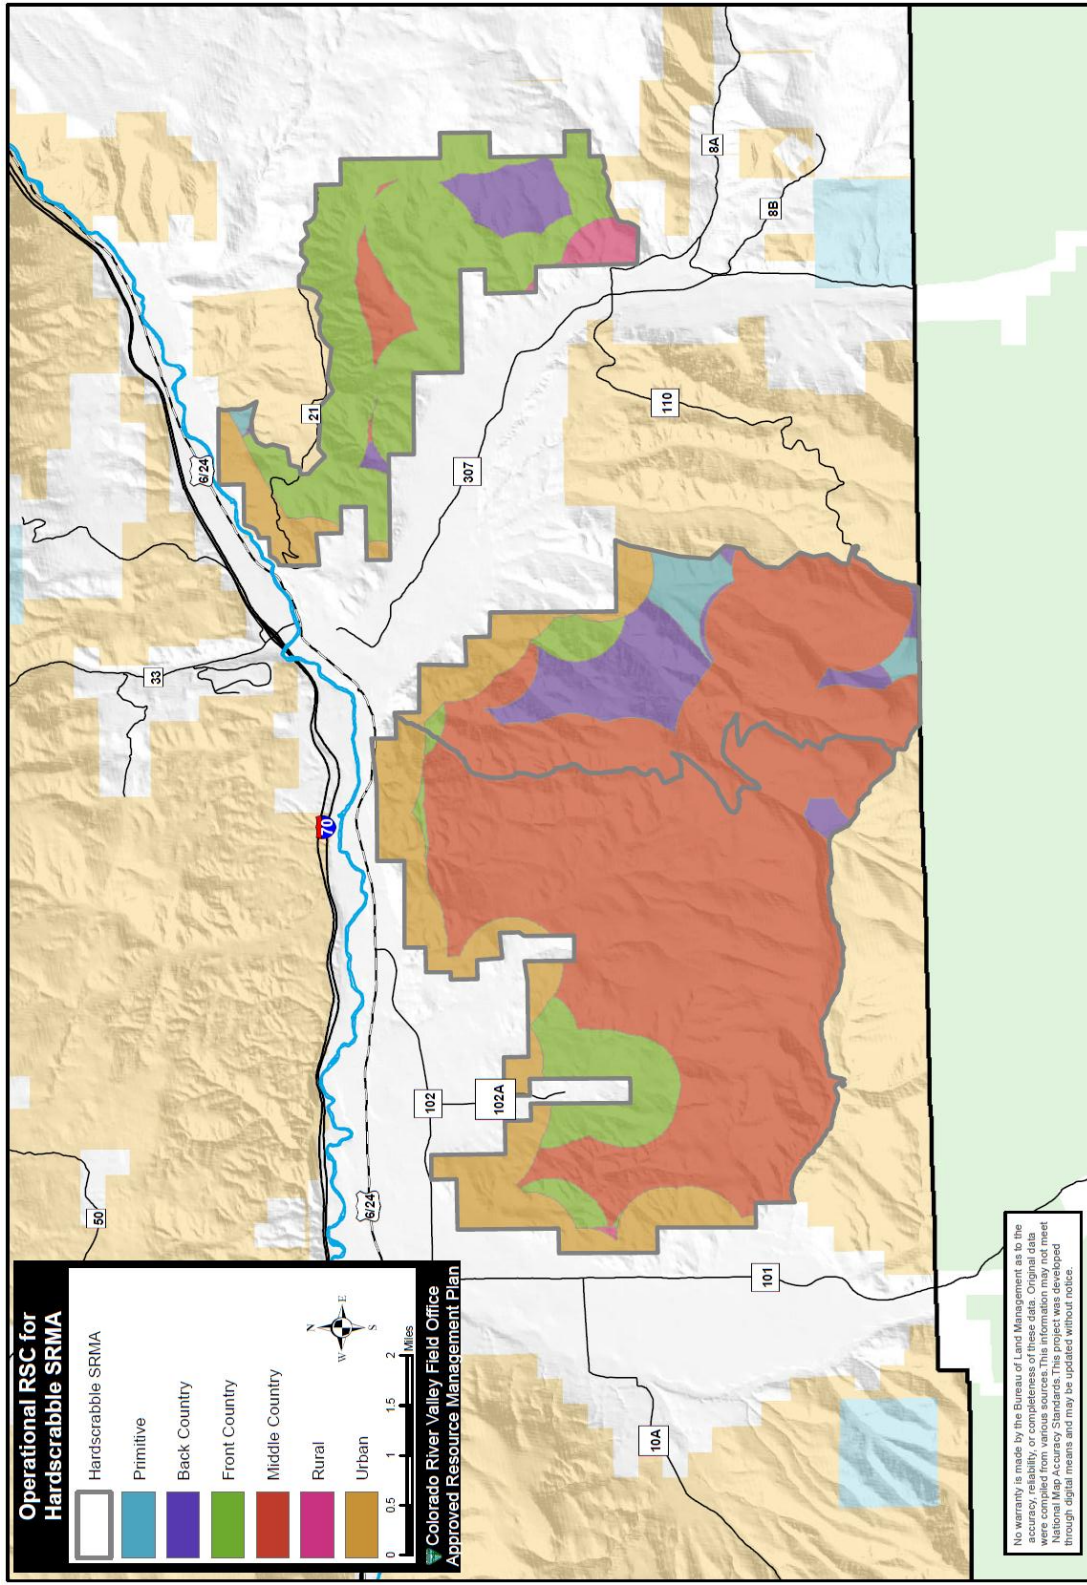 Operational RSC for
Hardscrabble SRMA
Hardscrabble SRMA
Primitive
Back Country
Front Country
Middle Country
Rural
Urban
N
W
E
S
0
0.5
1
1.5
2
Miles
Colorado River Valley Field Office
Approved Resource Management Plan
50
33
70
6/24
6/24
21
102
102A
307
101
10A
110
8A
8B
No warranty is made by the Bureau of Land Management as to the
accuracy, reliability, or completeness of these data. Original data
were compiled from various sources.This information may not meet
National Map Accuracy Standards.This project was developed
through digital means and may be updated without notice.